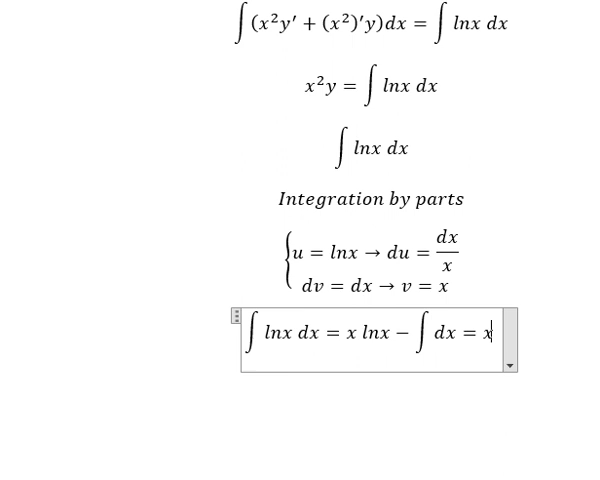 ∫(x²y′ + (x²)′y)dx = ∫ lnx dx
x²y = ∫ lnx dx
∫ lnx dx
Integration by parts
{u = lnx → du = dx/x
dv = dx → v = x
∫ lnx dx = x lnx − ∫ dx = x